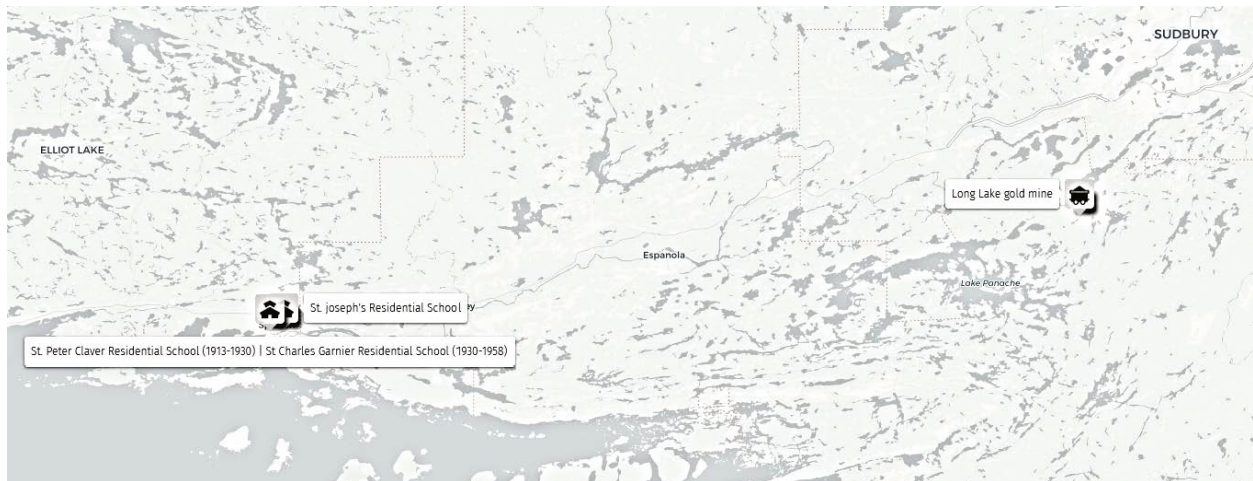 SUDBURY
ELLIOT LAKE
Long Lake gold mine
Espanola
Lake Panache
St. joseph's Residential School
St. Peter Claver Residential School (1913-1930) | St Charles Garnier Residential School (1930-1958)